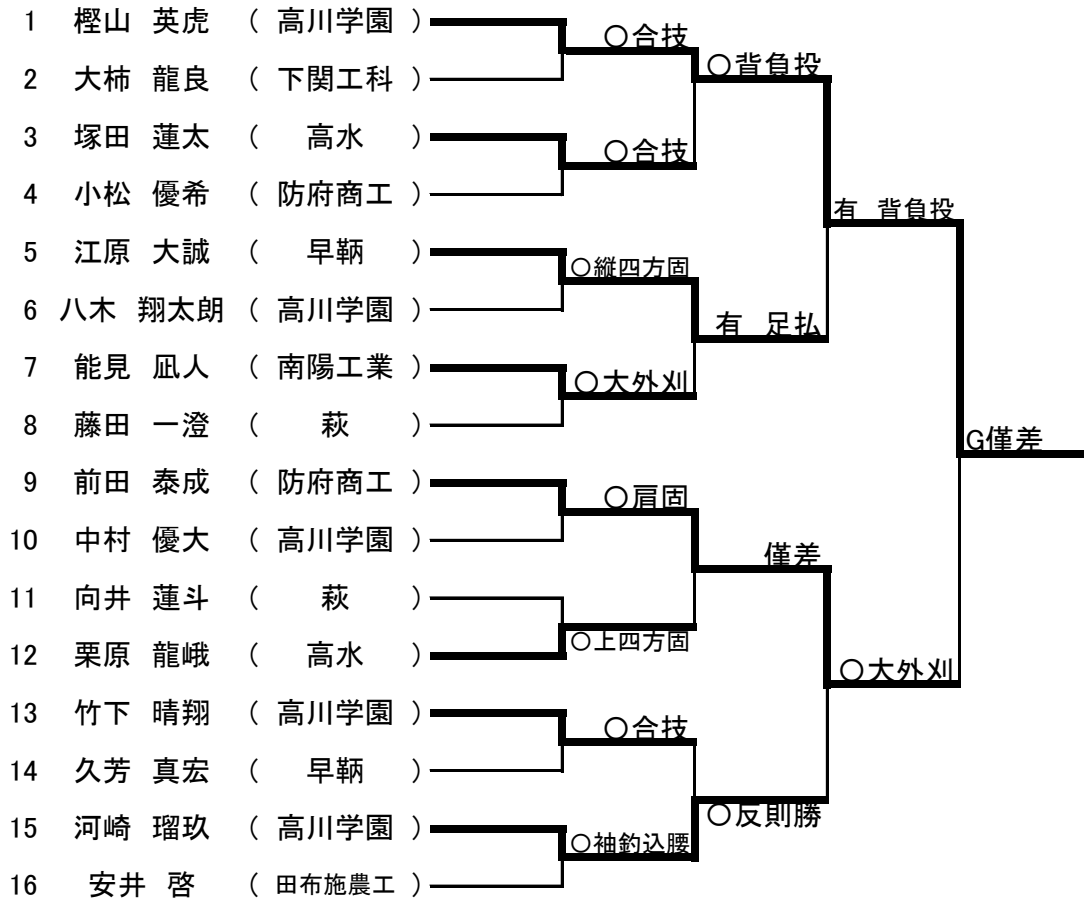 1 樫山 英虎 ( 高川学園 )
○合技
○背負投
2 大柿 龍良 ( 下関工科 )
3 塚田 蓮太 ( 高水 )
○合技
4 小松 優希 ( 防府商工 )
有 背負投
5 江原 大誠 ( 早鞆 )
○縦四方固
6 八木 翔太朗 ( 高川学園 )
有 足払
7 能見 凪人 ( 南陽工業 )
○大外刈
8 藤田 一澄 ( 萩 )
G僅差
9 前田 泰成 ( 防府商工 )
○肩固
10 中村 優大 ( 高川学園 )
僅差
11 向井 蓮斗 ( 萩 )
○上四方固
12 栗原 龍峨 ( 高水 )
○大外刈
13 竹下 晴翔 ( 高川学園 )
○合技
14 久芳 真宏 ( 早鞆 )
○反則勝
15 河崎 瑠玖 ( 高川学園 )
○袖釣込腰
16 安井 啓 ( 田布施農工 )